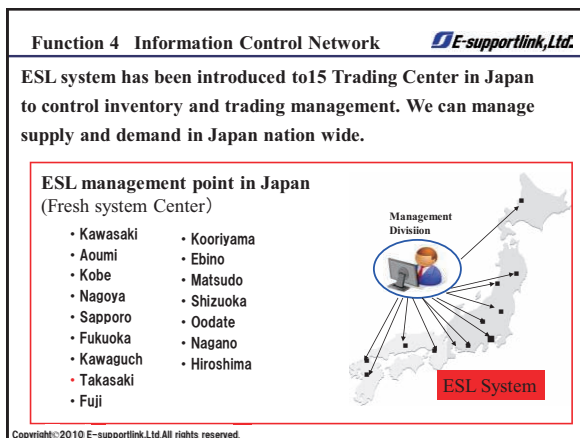 Function 4 Information Control Network
E-supportlink,Ltd.
ESL system has been introduced to15 Trading Center in Japan
to control inventory and trading management. We can manage
supply and demand in Japan nation wide.
ESL management point in Japan
(Fresh system Center）
・Kawasaki
・Aoumi
・Kobe
・Nagoya
・Sapporo
・Fukuoka
・Kawaguch
・Takasaki
・Fuji
・Kooriyama
・Ebino
・Matsudo
・Shizuoka
・Oodate
・Nagano
・Hiroshima
Management
Divisiion
ESL System
Copyright©2010 E-supportlink,Ltd.All rights reserved.